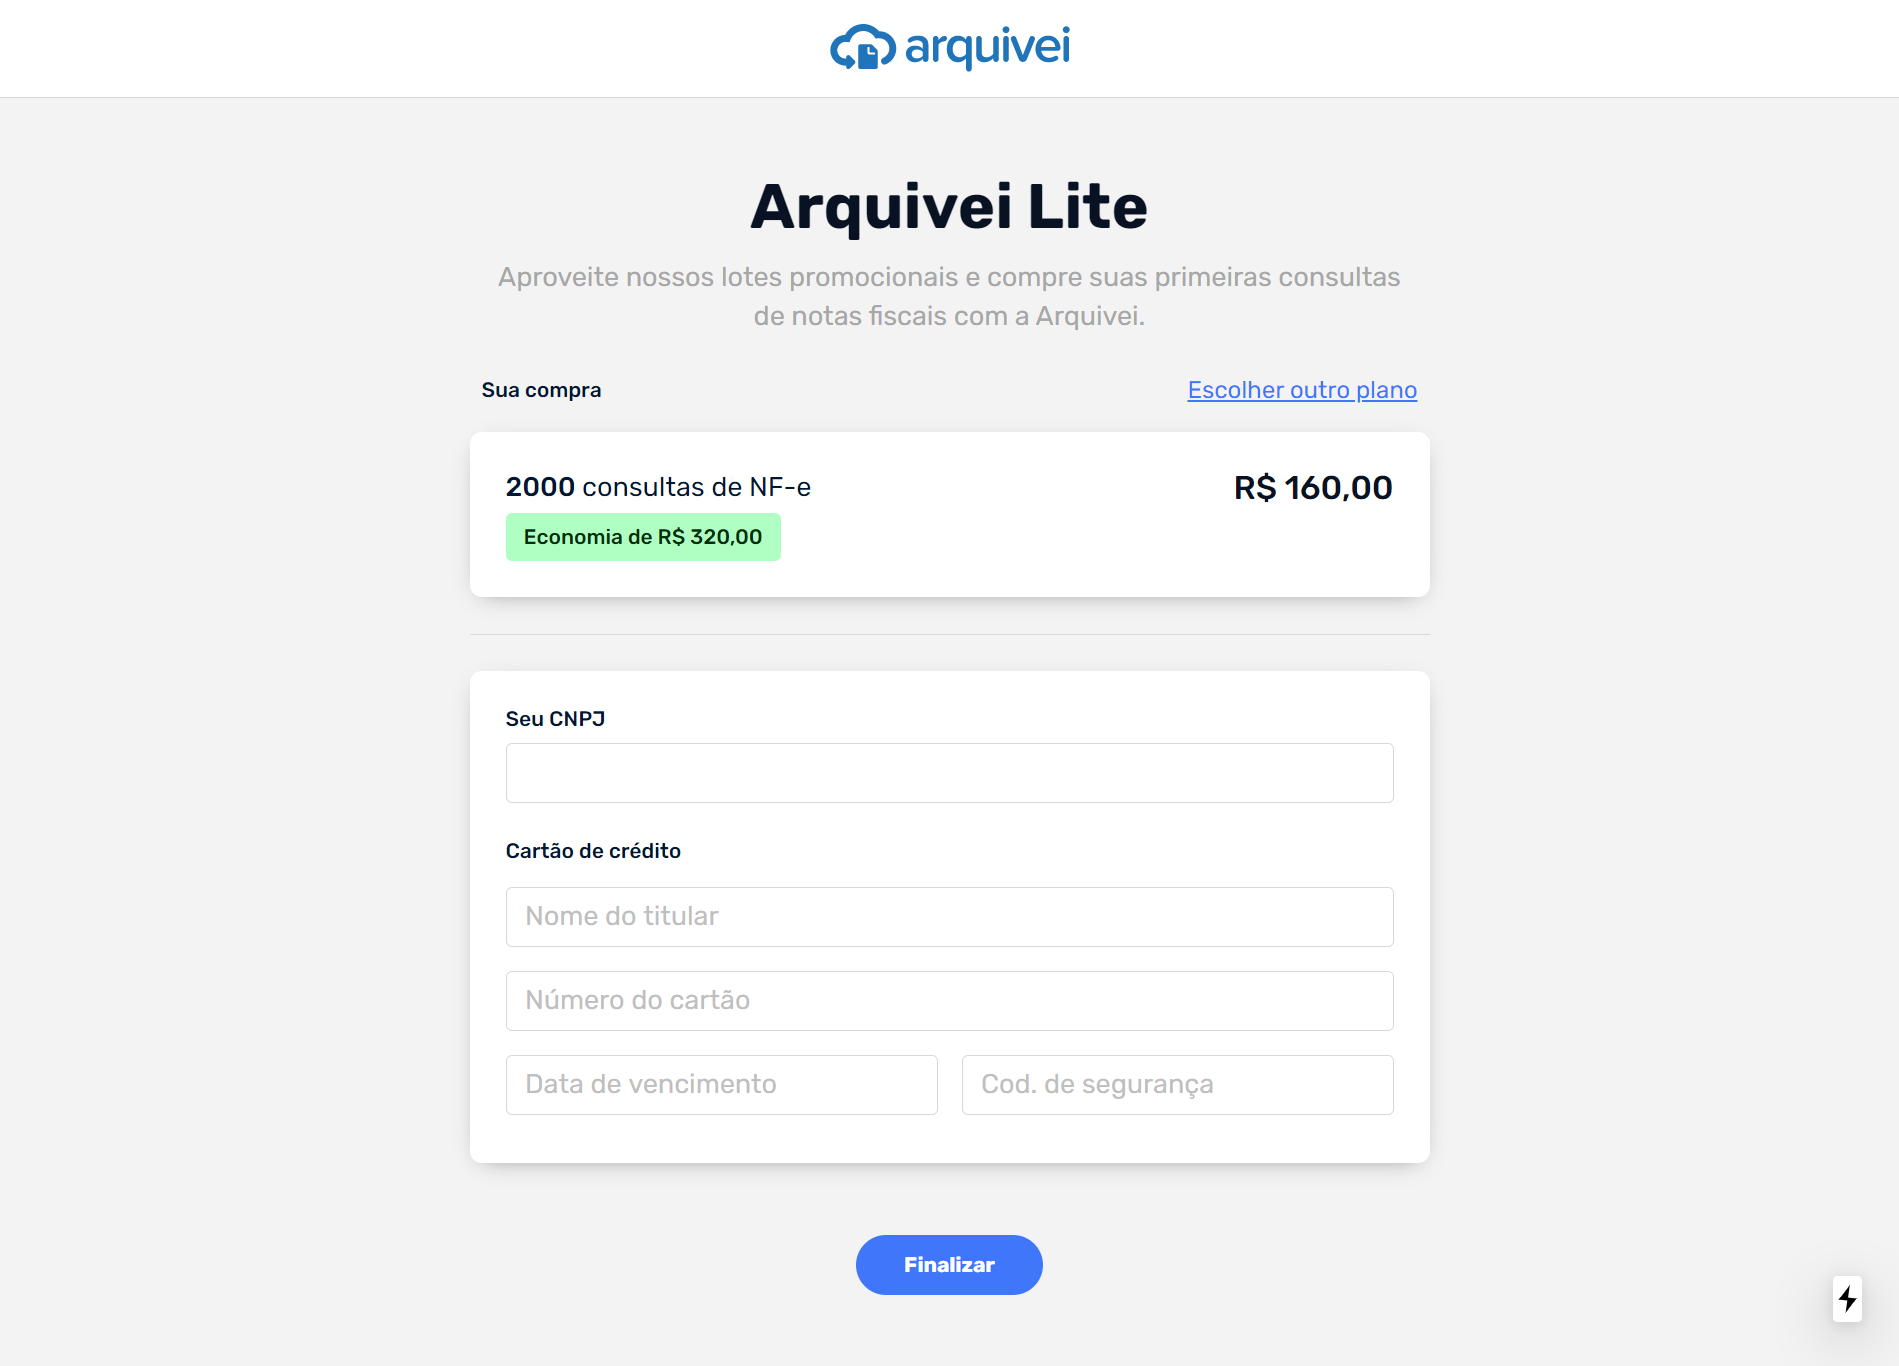 arquivei
Arquivei Lite
Aproveite nossos lotes promocionais e compre suas primeiras consultas
de notas fiscais com a Arquivei.
Sua compra
Escolher outro plano
2000 consultas de NF-e
R$ 160,00
Economia de R$ 320,00
Seu CNPJ
Cartão de crédito
Nome do titular
Número do cartão
Data de vencimento
Cod. de segurança
Finalizar